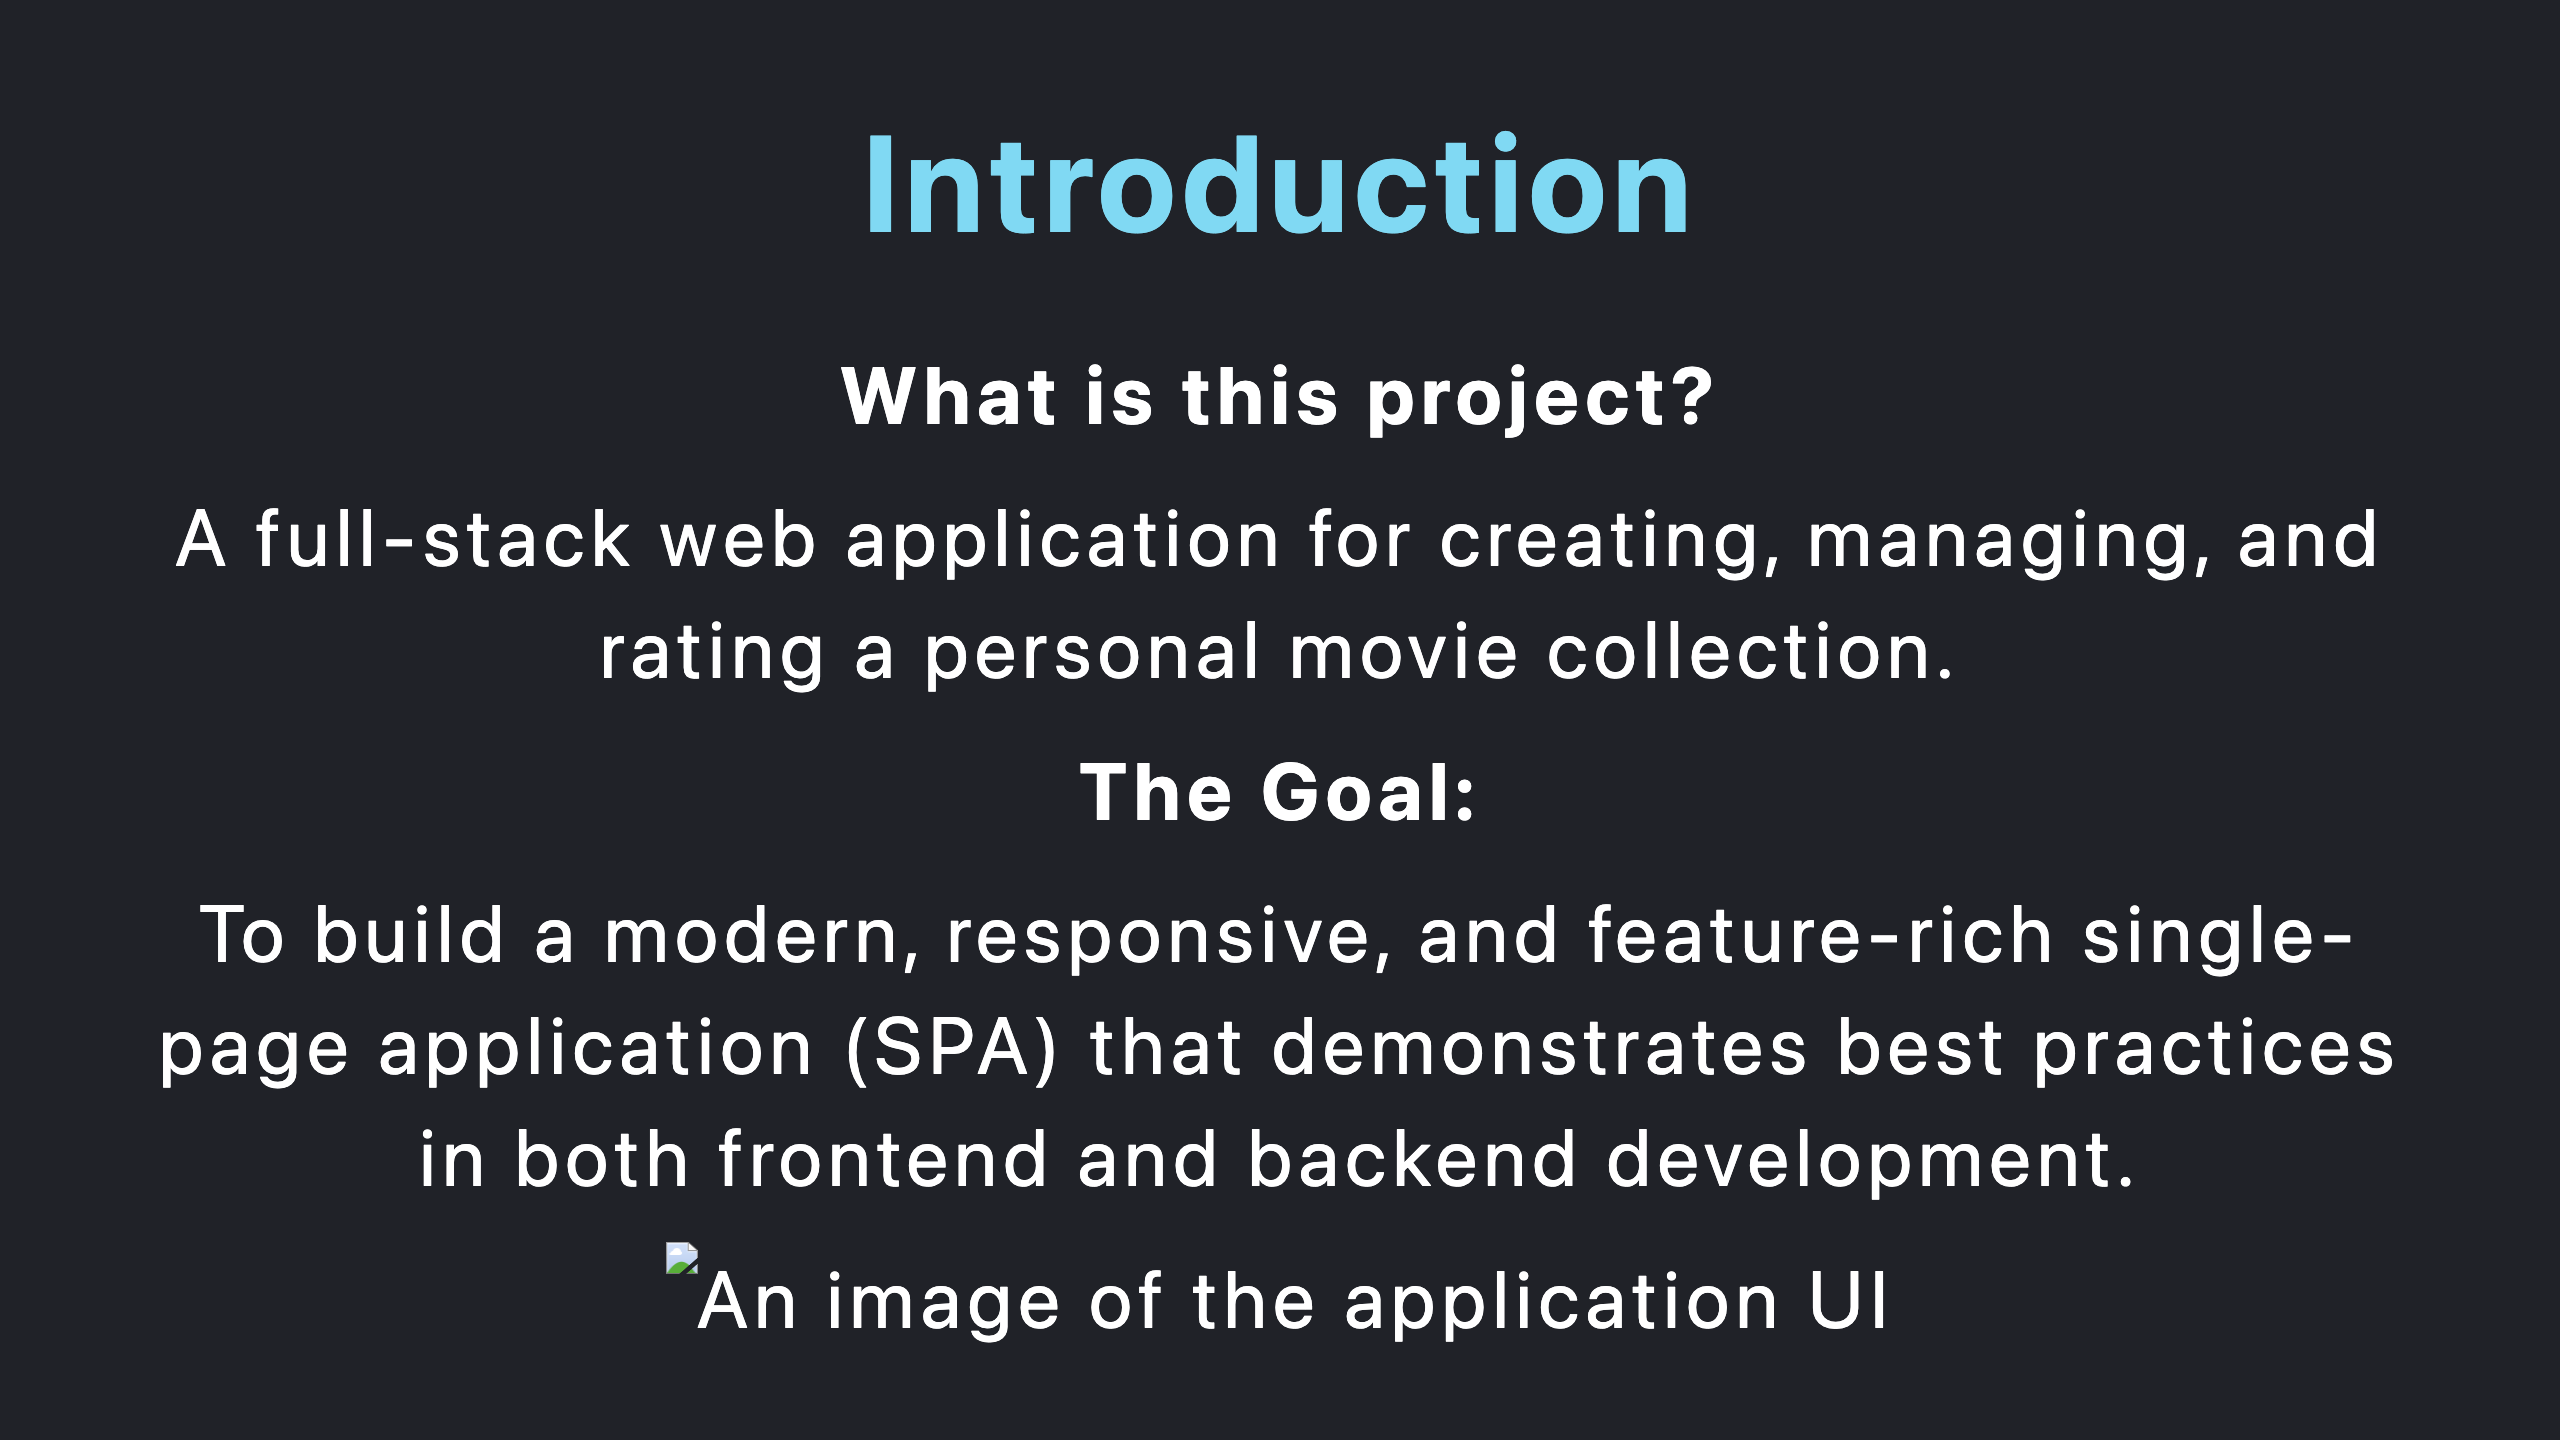 Introduction
What is this project?
A full-stack web application for creating, managing, and
rating a personal movie collection.
The Goal:
To build a modern, responsive, and feature-rich single-
page application (SPA) that demonstrates best practices
in both frontend and backend development.
An image of the application UI